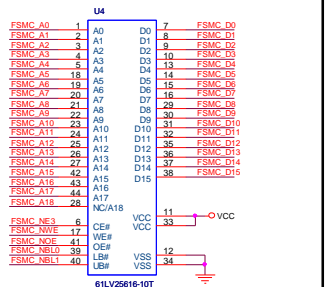 U4
FSMC_A0 1 A0 D0 7 FSMC_D0
FSMC_A1 2 A1 D1 8 FSMC_D1
FSMC_A2 3 A2 D2 9 FSMC_D2
FSMC_A3 4 A3 D3 10 FSMC_D3
FSMC_A4 5 A4 D4 13 FSMC_D4
FSMC_A5 18 A5 D5 14 FSMC_D5
FSMC_A6 19 A6 D6 15 FSMC_D6
FSMC_A7 20 A7 D7 16 FSMC_D7
FSMC_A8 21 A8 D8 29 FSMC_D8
FSMC_A9 22 A9 D9 30 FSMC_D9
FSMC_A10 23 A10 D10 31 FSMC_D10
FSMC_A11 24 A11 D11 32 FSMC_D11
FSMC_A12 25 A12 D12 35 FSMC_D12
FSMC_A13 26 A13 D13 36 FSMC_D13
FSMC_A14 27 A14 D14 37 FSMC_D14
FSMC_A15 42 A15 D15 38 FSMC_D15
FSMC_A16 43 A16
FSMC_A17 44 A17
FSMC_A18 28 NC/A18
VCC 11 VCC
FSMC_NE3 6 CE# VCC 33
FSMC_NWE 17 WE#
FSMC_NOE 41 OE#
FSMC_NBL0 39 LB# VSS 12
FSMC_NBL1 40 UB# VSS 34
61LV25616-10T